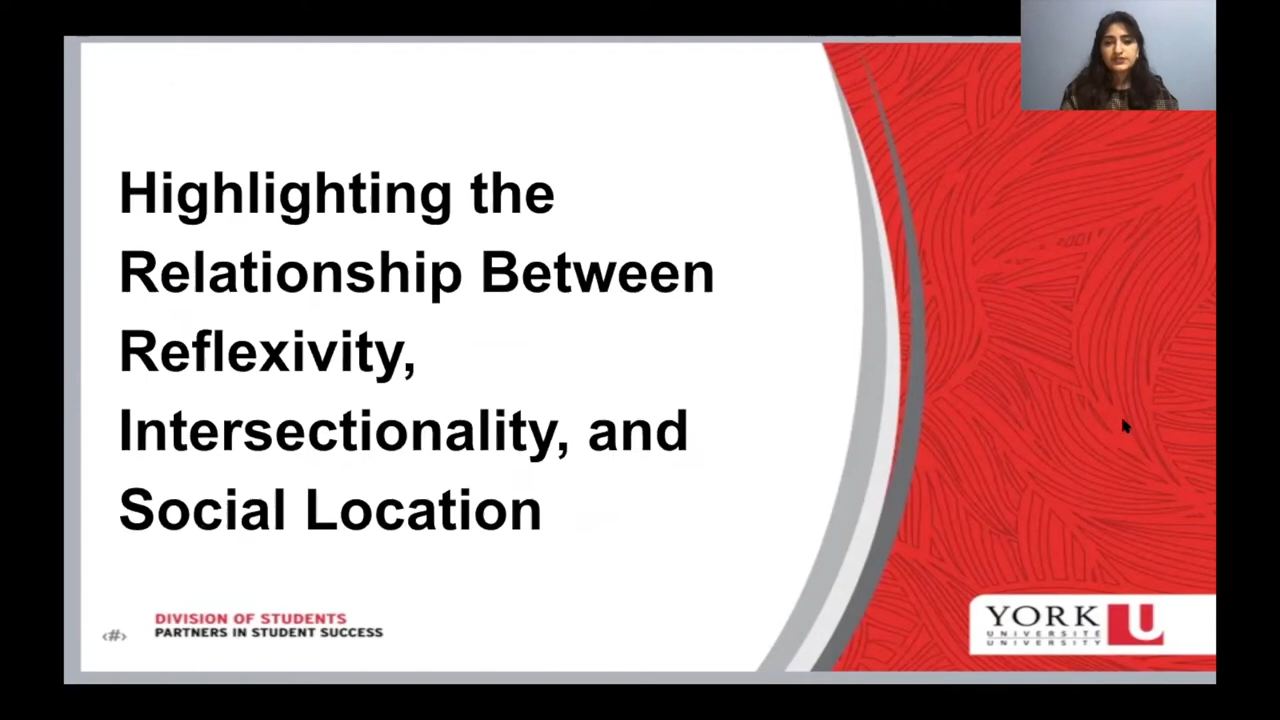 Highlighting the
Relationship Between
Reflexivity,
Intersectionality, and
Social Location
‹#›
DIVISION OF STUDENTS
PARTNERS IN STUDENT SUCCESS
YORK U
UNIVERSITÉ
UNIVERSITY